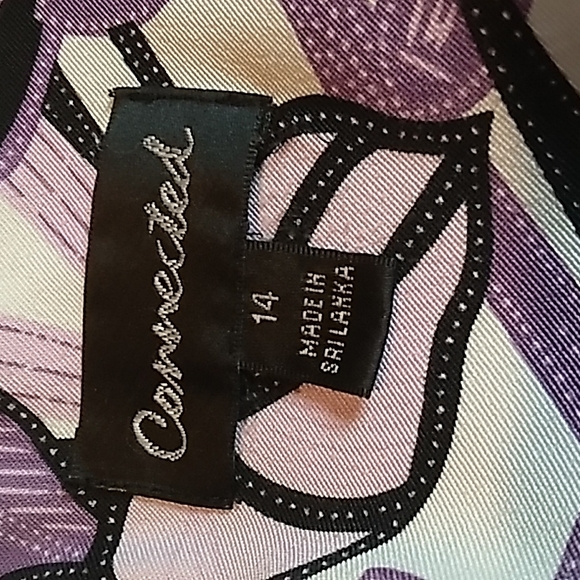 Connected
14
MADE IN
SRI LANKA